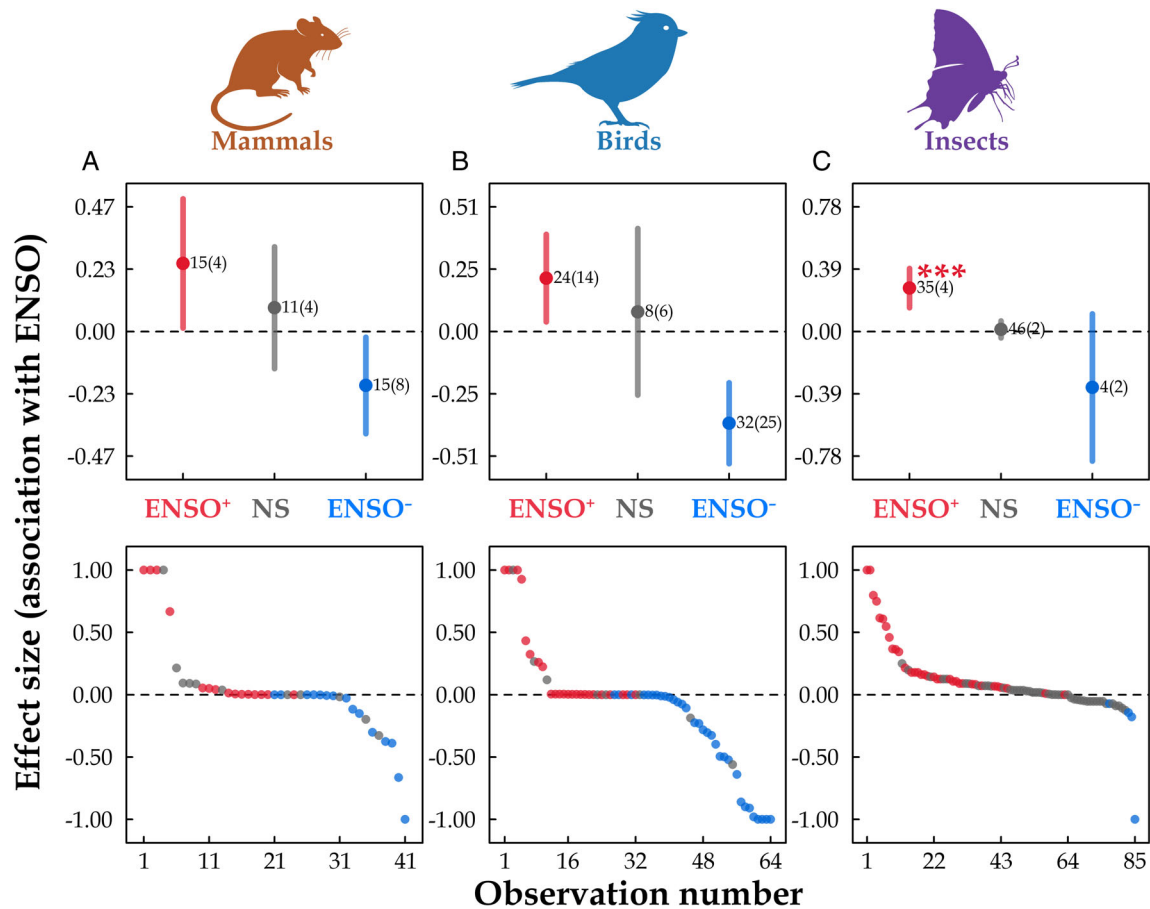 Mammals
Birds
Insects
A
B
C
Effect size (association with ENSO)
0.47
0.23
0.00
-0.23
-0.47
15(4)
11(4)
15(8)
0.51
0.25
0.00
-0.25
-0.51
24(14)
8(6)
32(25)
0.78
0.39
0.00
-0.39
-0.78
***
35(4)
46(2)
4(2)
ENSO⁺ NS ENSO⁻
ENSO⁺ NS ENSO⁻
ENSO⁺ NS ENSO⁻
1.00
0.50
0.00
-0.50
-1.00
1 11 21 31 41
1.00
0.50
0.00
-0.50
-1.00
1 16 32 48 64
1.00
0.50
0.00
-0.50
-1.00
1 22 43 64 85
Observation number